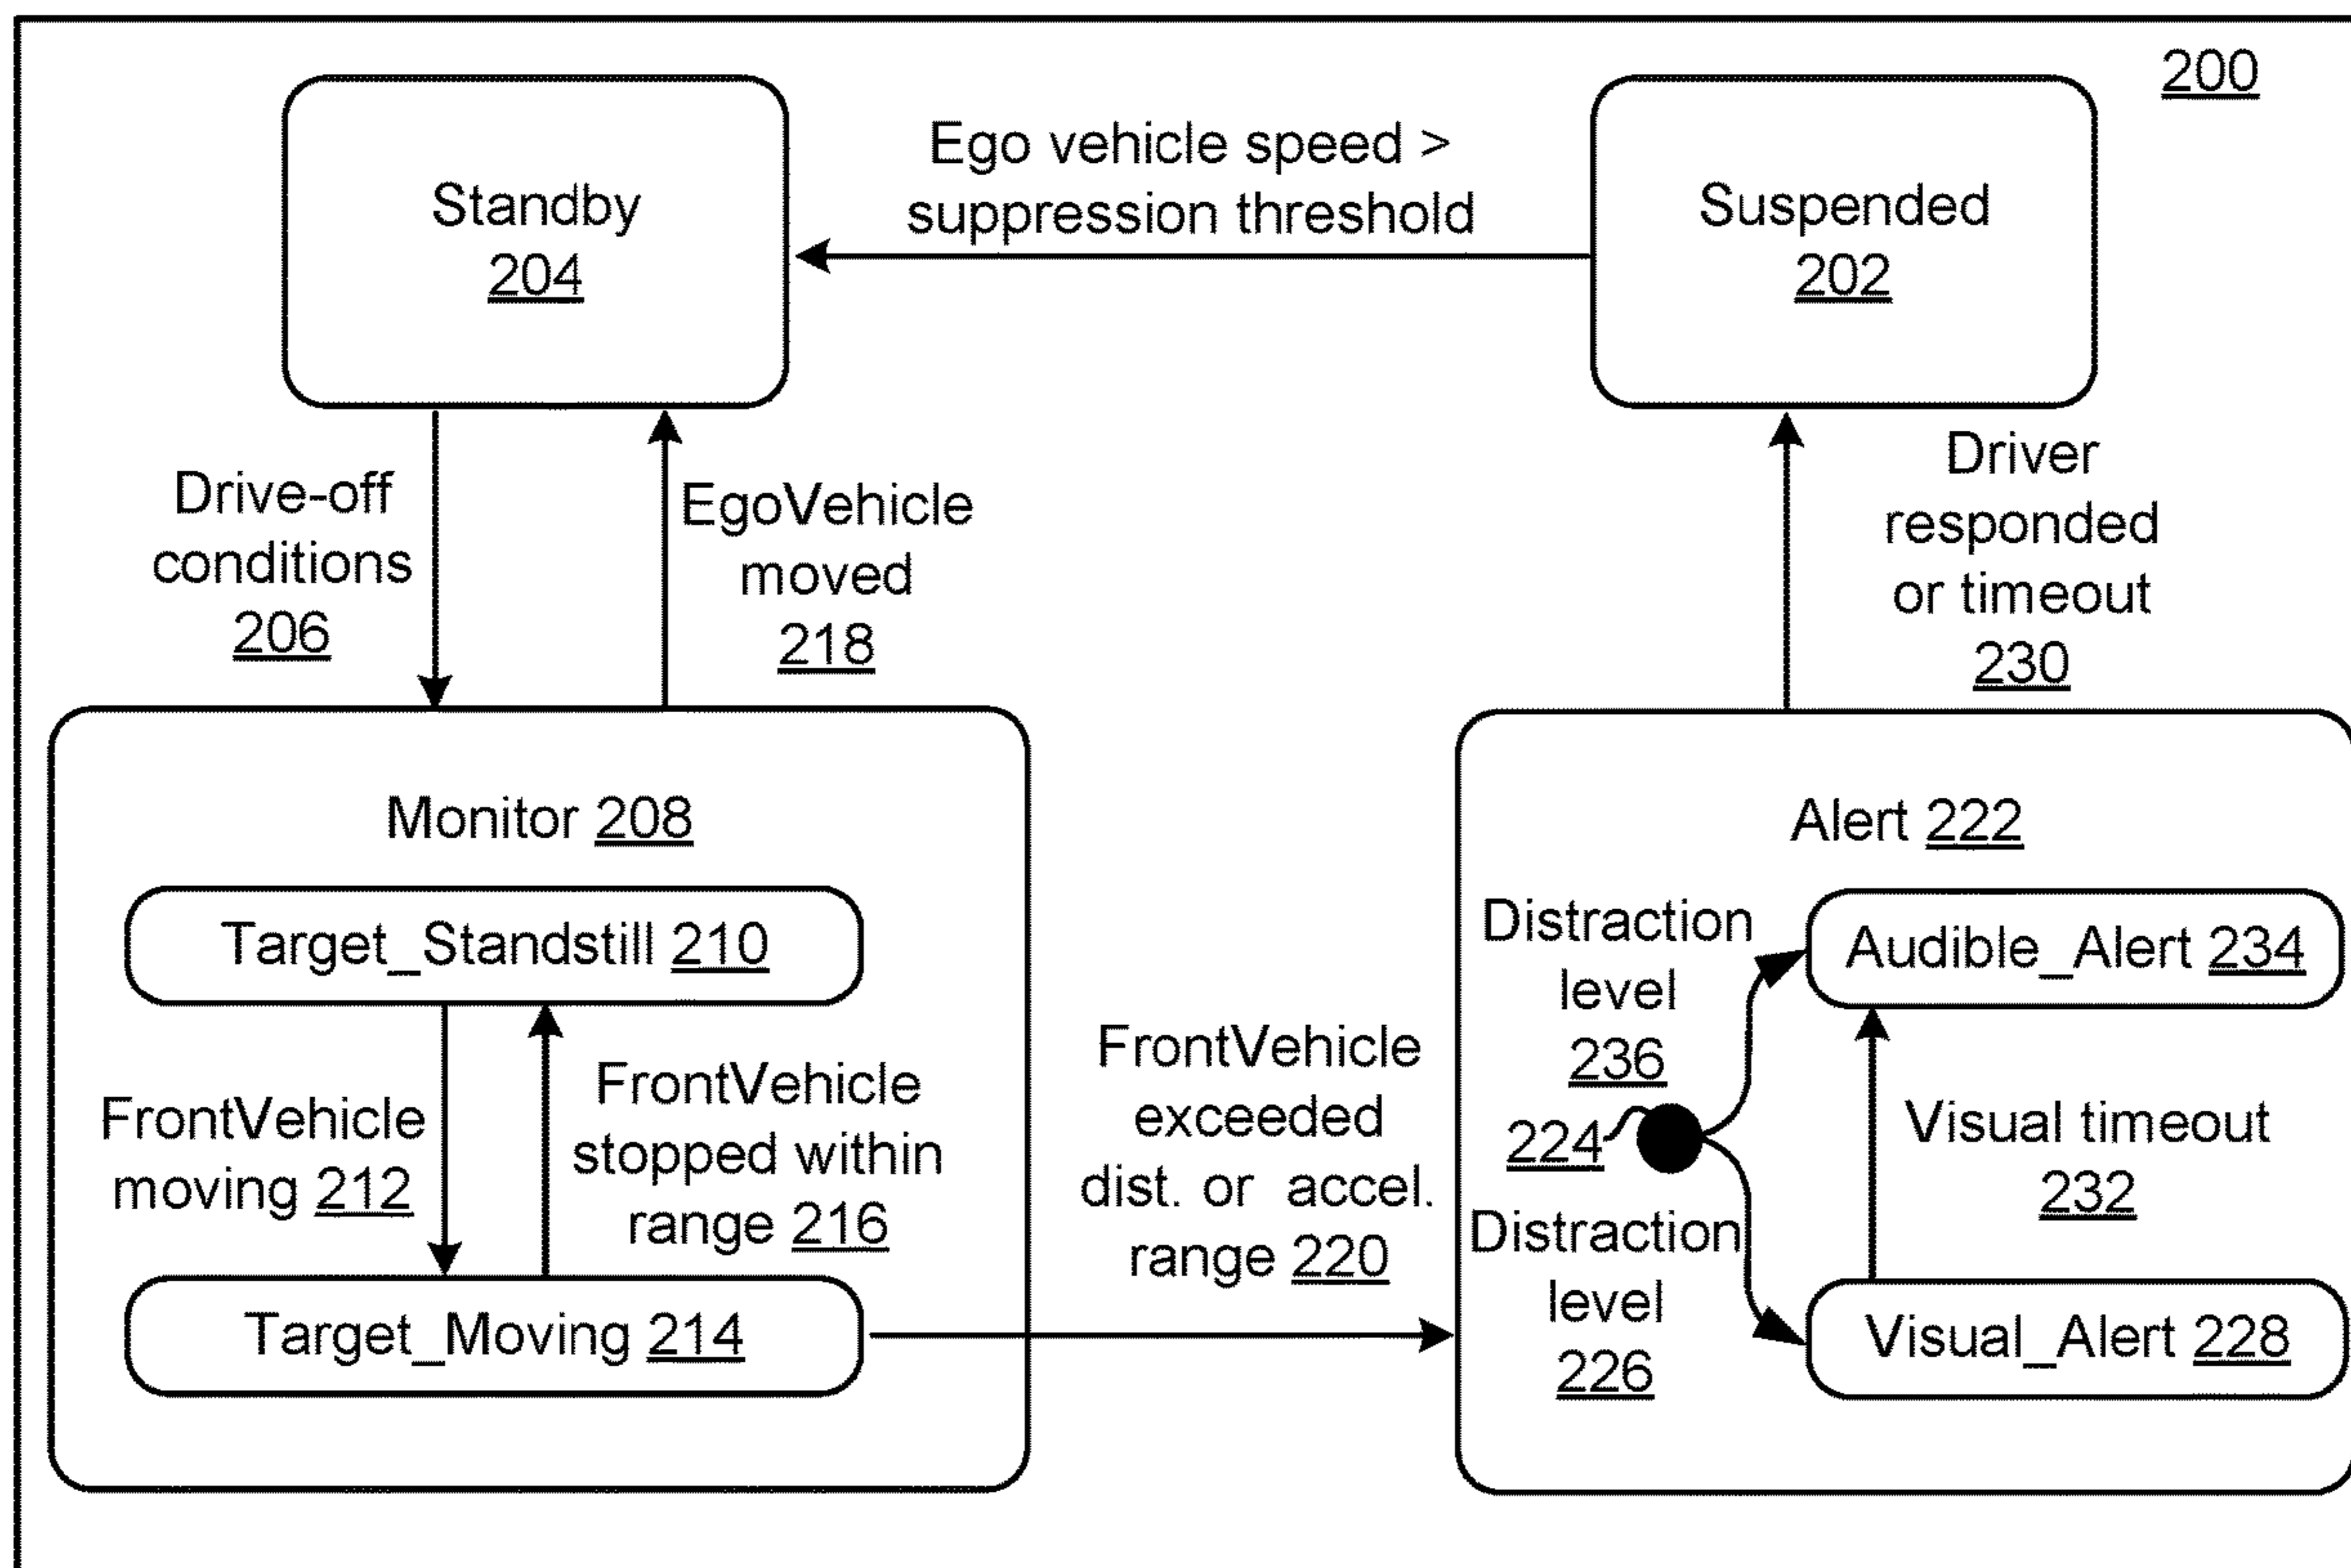 200
Ego vehicle speed >
suppression threshold
Standby
204
Suspended
202
Drive-off
conditions
206
EgoVehicle
moved
218
Driver
responded
or timeout
230
Monitor 208
Target_Standstill 210
FrontVehicle
moving 212
FrontVehicle
stopped within
range 216
Target_Moving 214
FrontVehicle
exceeded
dist. or accel.
range 220
Alert 222
Distraction
level
236
224
Distraction
level
226
Audible_Alert 234
Visual timeout
232
Visual_Alert 228